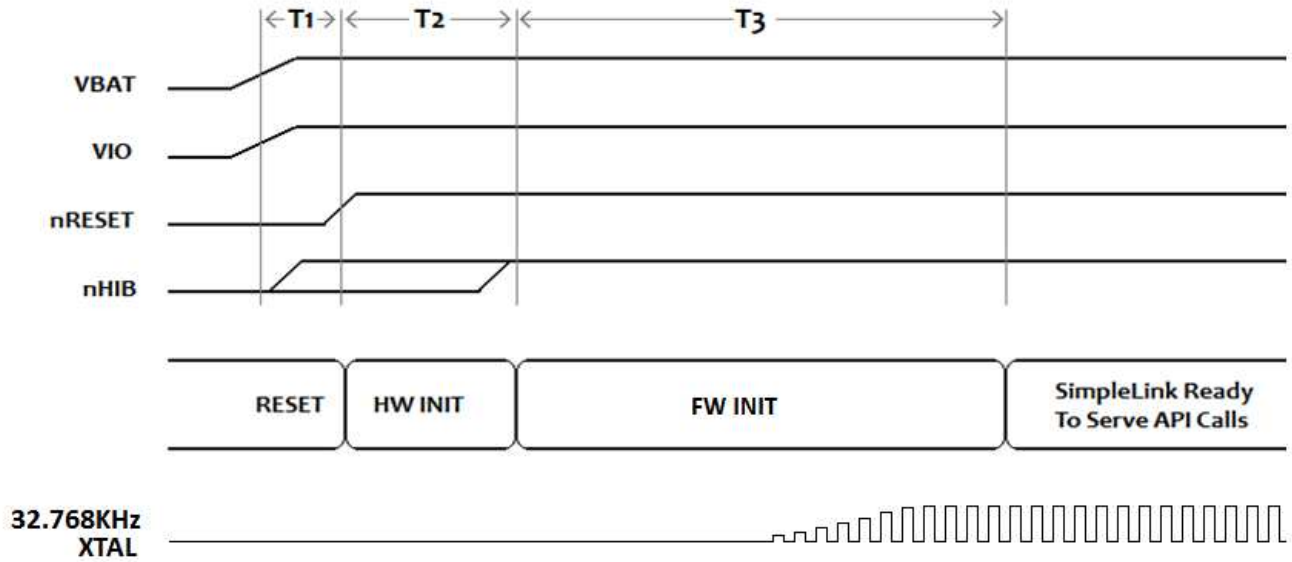 T1 T2 T3
VBAT
VIO
nRESET
nHIB
RESET HW INIT FW INIT SimpleLink Ready
To Serve API Calls
32.768KHz
XTAL